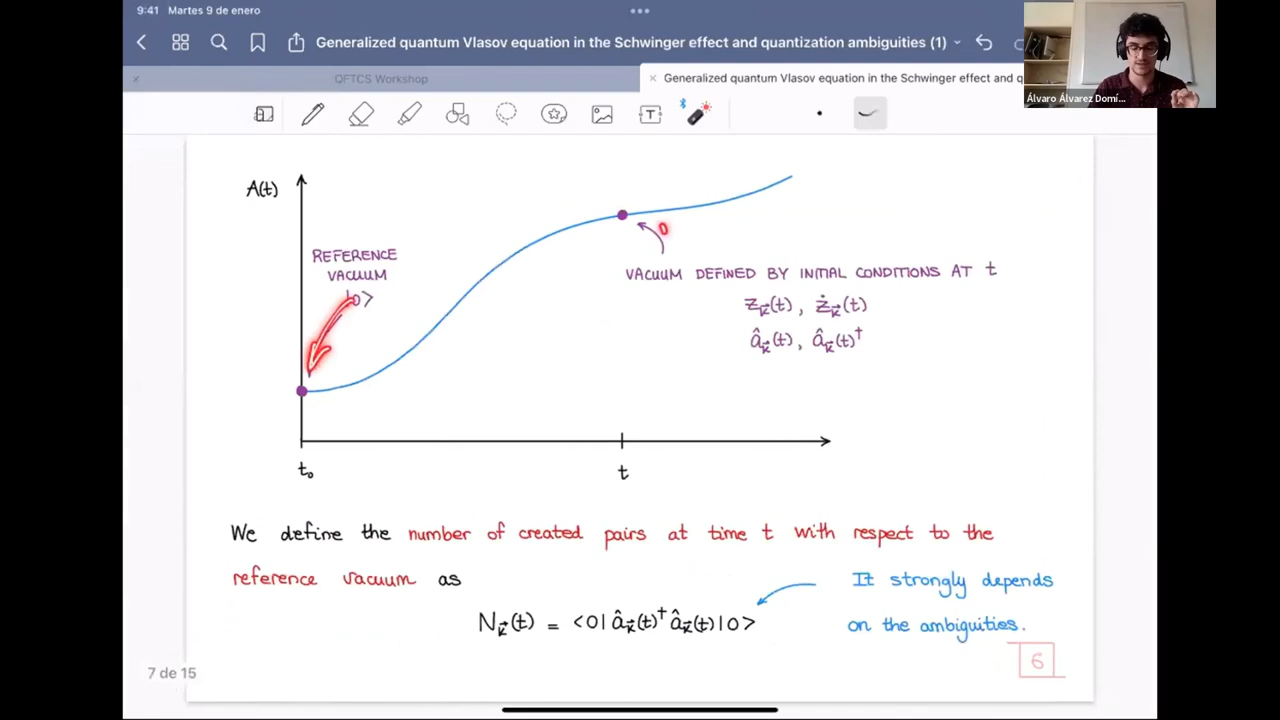 9:41 Martes 9 de enero
Generalized quantum Vlasov equation in the Schwinger effect and quantization ambiguities (1)
QFTCS Workshop
Generalized quantum Vlasov equation in the Schwinger effect and q
Álvaro Álvarez Domí...
A(t)
REFERENCE
VACUUM
|0>
VACUUM DEFINED BY INITIAL CONDITIONS AT t
z_k⃗(t), ż_k⃗(t)
â_k⃗(t), â_k⃗(t)†
t₀
t
We define the number of created pairs at time t with respect to the
reference vacuum as
It strongly depends
N_k⃗(t) = <0|â_k⃗(t)†â_k⃗(t)|0>
on the ambiguities.
6
7 de 15